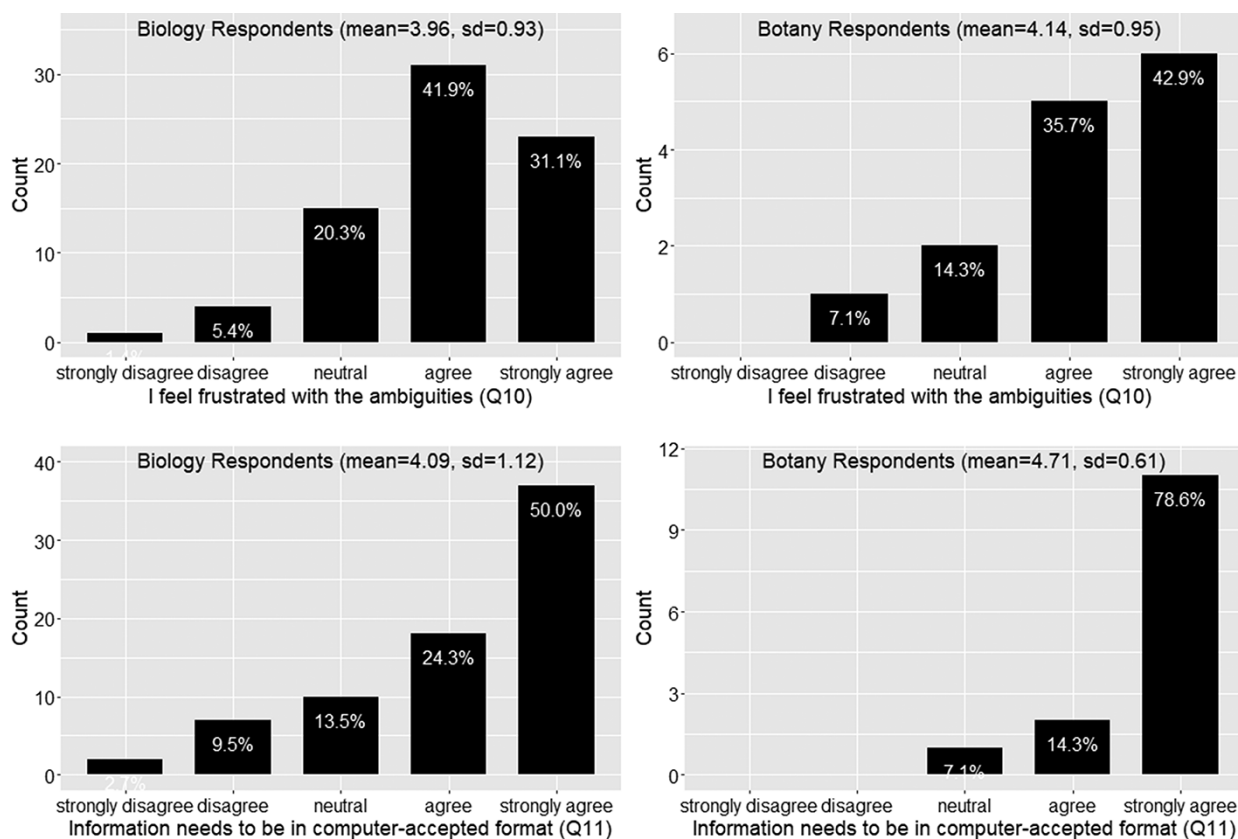 Biology Respondents (mean=3.96, sd=0.93)
Count
30
20
10
0
41.9%
31.1%
20.3%
5.4%
1.4%
strongly disagree disagree neutral agree strongly agree
I feel frustrated with the ambiguities (Q10)
Botany Respondents (mean=4.14, sd=0.95)
Count
6
4
2
0
42.9%
35.7%
14.3%
7.1%
strongly disagree disagree neutral agree strongly agree
I feel frustrated with the ambiguities (Q10)
Biology Respondents (mean=4.09, sd=1.12)
Count
40
30
20
10
0
50.0%
24.3%
13.5%
9.5%
2.7%
strongly disagree disagree neutral agree strongly agree
Information needs to be in computer-accepted format (Q11)
Botany Respondents (mean=4.71, sd=0.61)
Count
12
9
6
3
0
78.6%
14.3%
7.1%
strongly disagree disagree neutral agree strongly agree
Information needs to be in computer-accepted format (Q11)